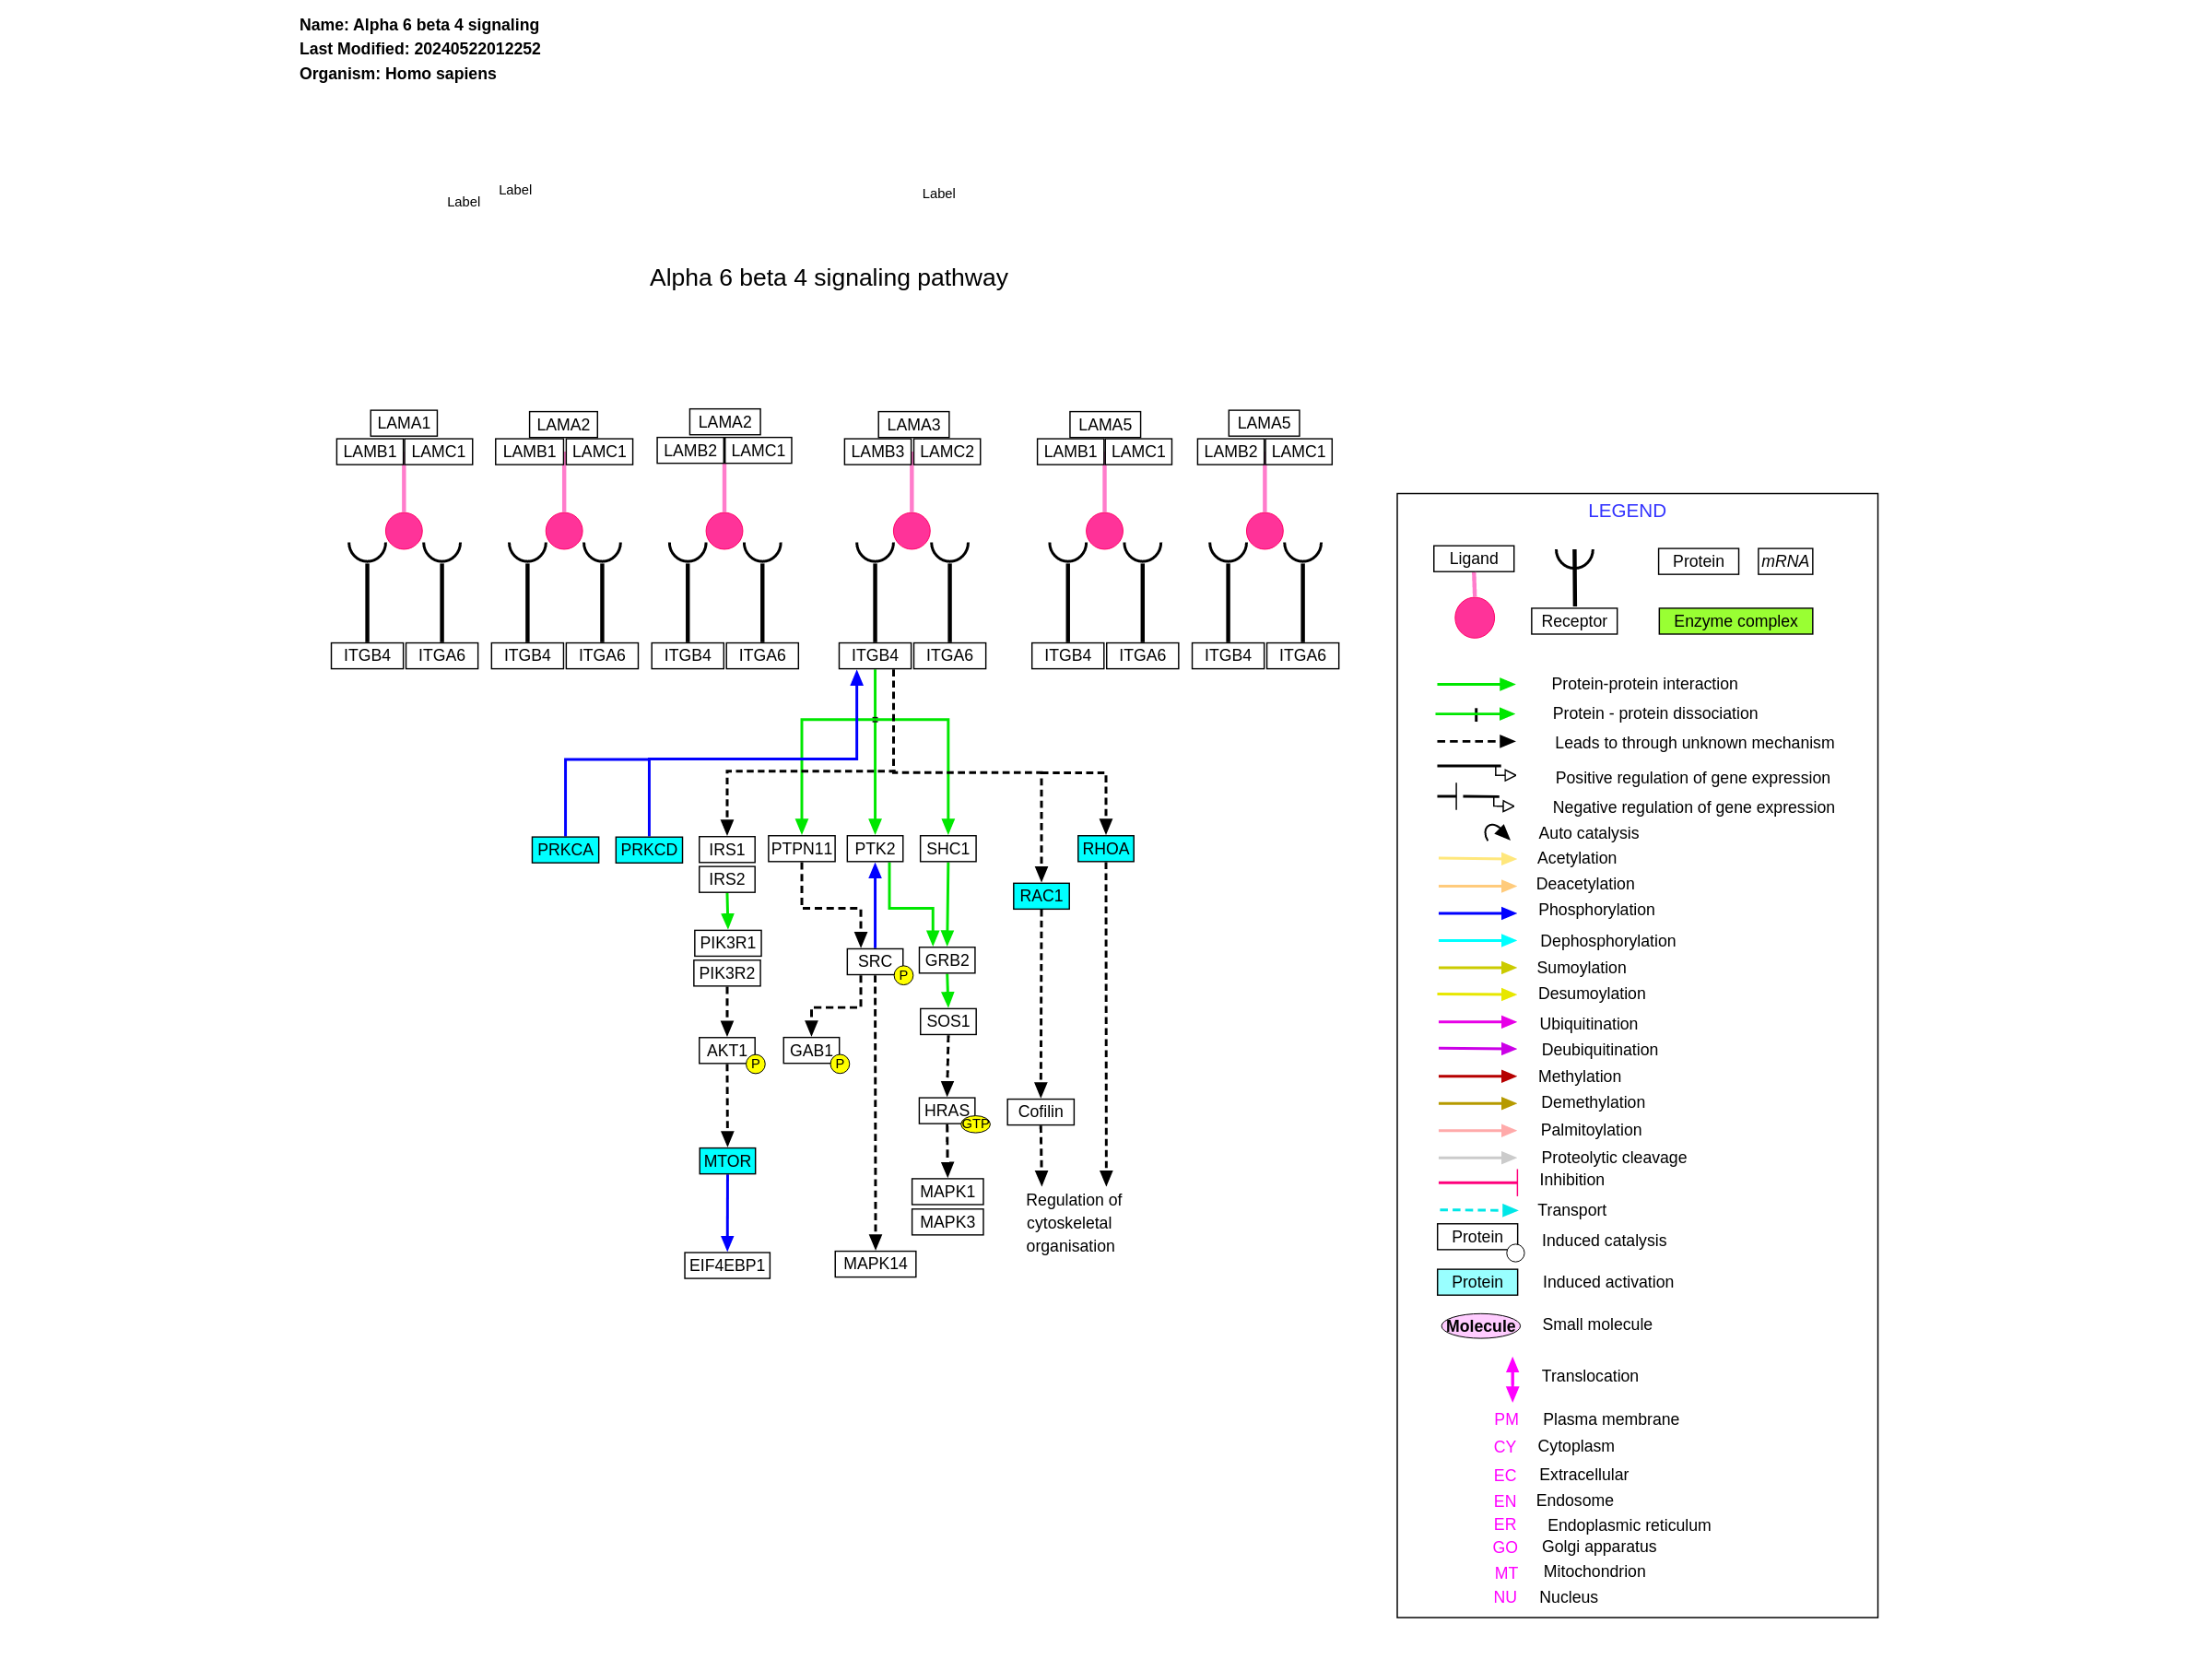 Name: Alpha 6 beta 4 signaling
Last Modified: 20240522012252
Organism: Homo sapiens
Label
Label
Label
Alpha 6 beta 4 signaling pathway
LAMA1
LAMB1 LAMC1
LAMA2
LAMB1 LAMC1
LAMA2
LAMB2 LAMC1
LAMA3
LAMB3 LAMC2
LAMA5
LAMB1 LAMC1
LAMA5
LAMB2 LAMC1
ITGB4 ITGA6
ITGB4 ITGA6
ITGB4 ITGA6
ITGB4 ITGA6
ITGB4 ITGA6
ITGB4 ITGA6
PRKCA
PRKCD
IRS1
IRS2
PTPN11
PTK2
SHC1
RHOA
RAC1
PIK3R1
PIK3R2
SRC
P
GRB2
SOS1
AKT1
P
GAB1
P
HRAS
GTP
Cofilin
MTOR
MAPK1
MAPK3
Regulation of
cytoskeletal
organisation
EIF4EBP1
MAPK14
LEGEND
Ligand
Receptor
Protein
mRNA
Enzyme complex
Protein-protein interaction
Protein - protein dissociation
Leads to through unknown mechanism
Positive regulation of gene expression
Negative regulation of gene expression
Auto catalysis
Acetylation
Deacetylation
Phosphorylation
Dephosphorylation
Sumoylation
Desumoylation
Ubiquitination
Deubiquitination
Methylation
Demethylation
Palmitoylation
Proteolytic cleavage
Inhibition
Transport
Protein Induced catalysis
Protein Induced activation
Molecule Small molecule
Translocation
PM Plasma membrane
CY Cytoplasm
EC Extracellular
EN Endosome
ER Endoplasmic reticulum
GO Golgi apparatus
MT Mitochondrion
NU Nucleus